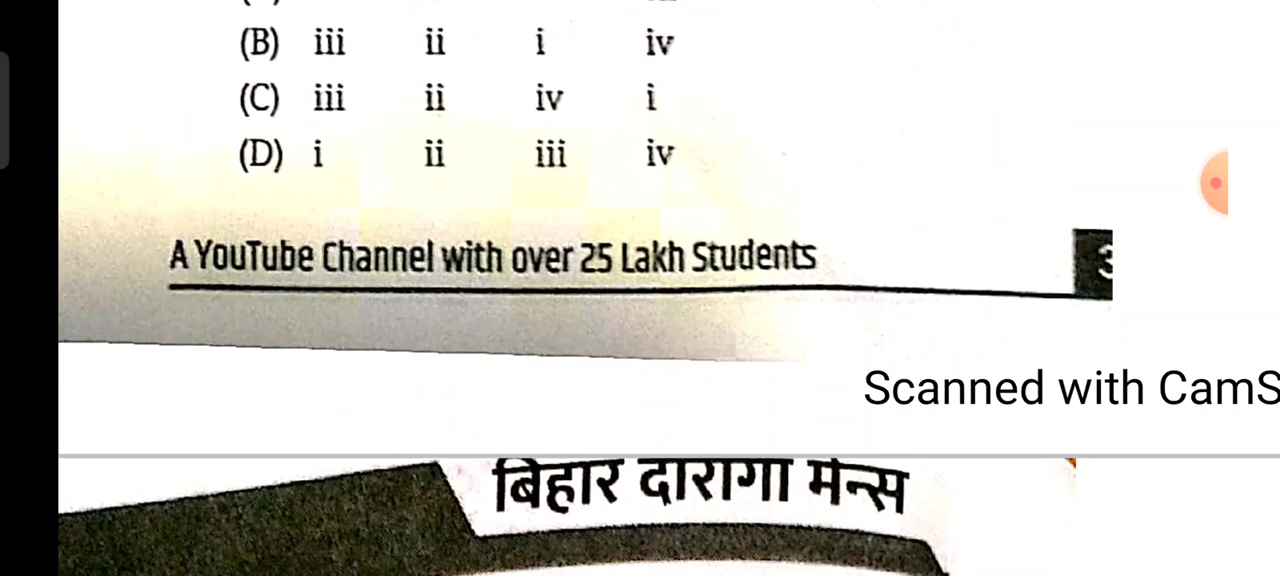 (B) iii ii i iv
(C) iii ii iv i
(D) i ii iii iv
A YouTube Channel with over 25 Lakh Students
Scanned with CamS
बिहार दारोगा मेन्स